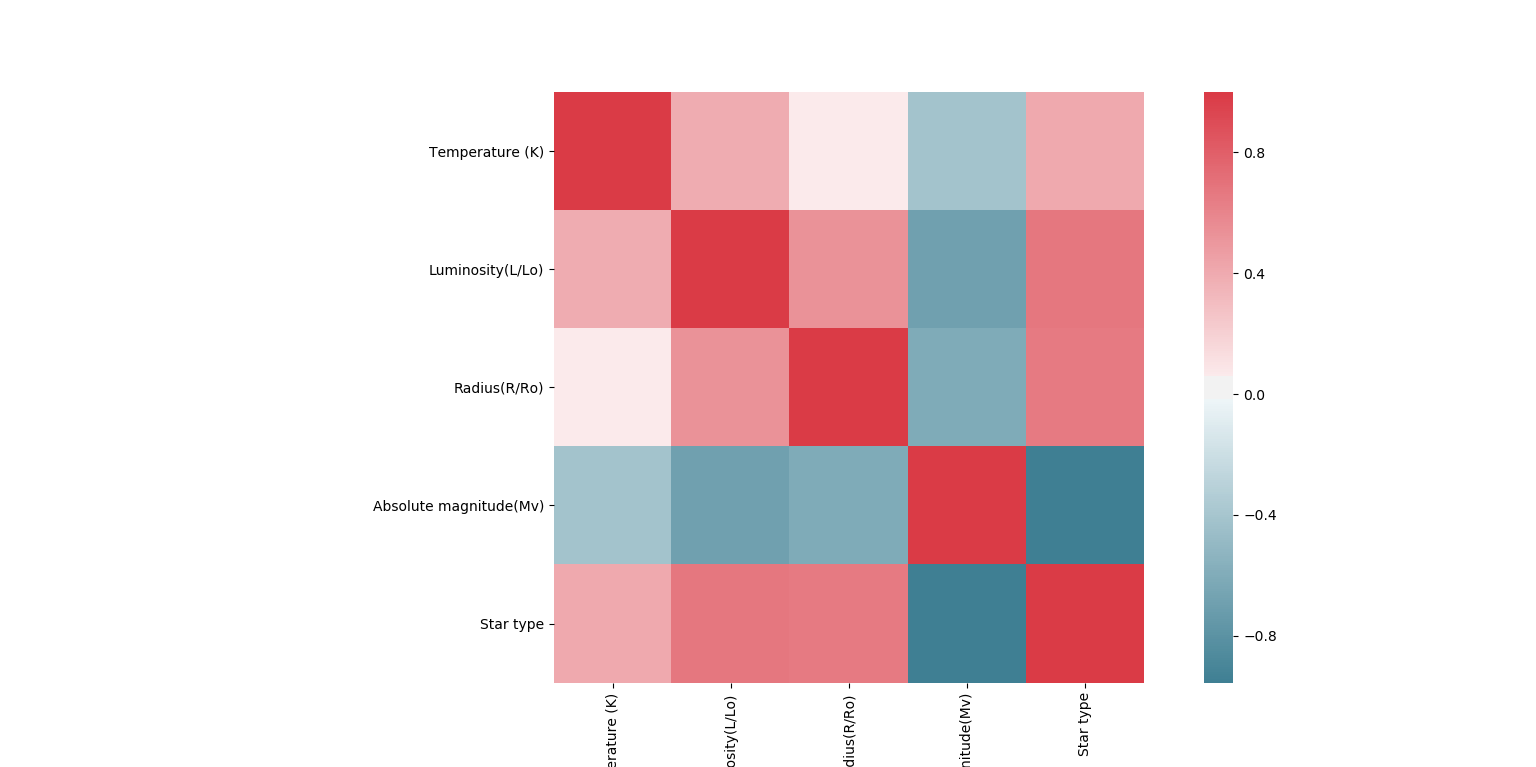 Temperature (K)
Luminosity(L/Lo)
Radius(R/Ro)
Absolute magnitude(Mv)
Star type
erature (K)
osity(L/Lo)
dius(R/Ro)
nitude(Mv)
Star type
0.8
0.4
0.0
−0.4
−0.8